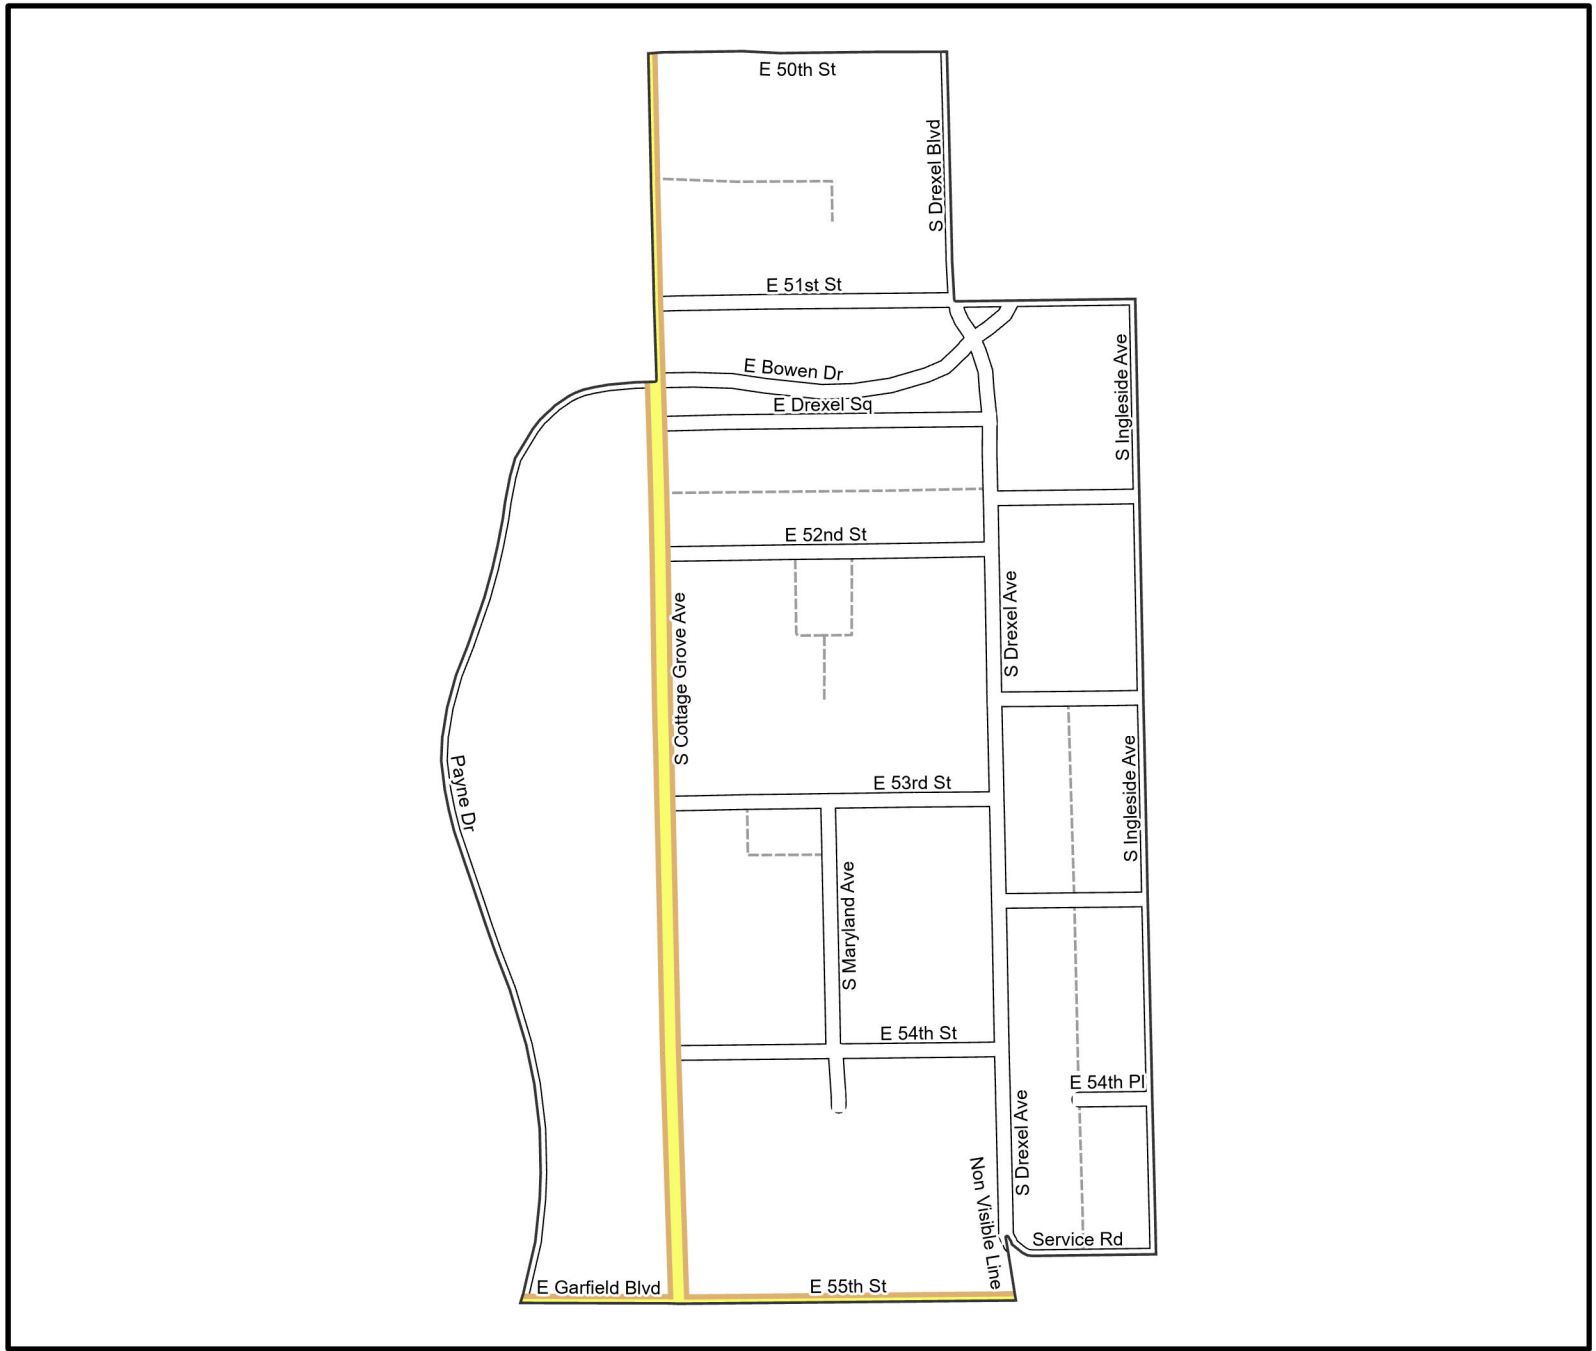 E 50th St
S Drexel Blvd
E 51st St
S Ingleside Ave
E Bowen Dr
E Drexel Sq
E 52nd St
S Drexel Ave
S Cottage Grove Ave
Payne Dr
E 53rd St
S Ingleside Ave
S Maryland Ave
E 54th St
E 54th Pl
S Drexel Ave
Non Visible Line
Service Rd
E Garfield Blvd
E 55th St